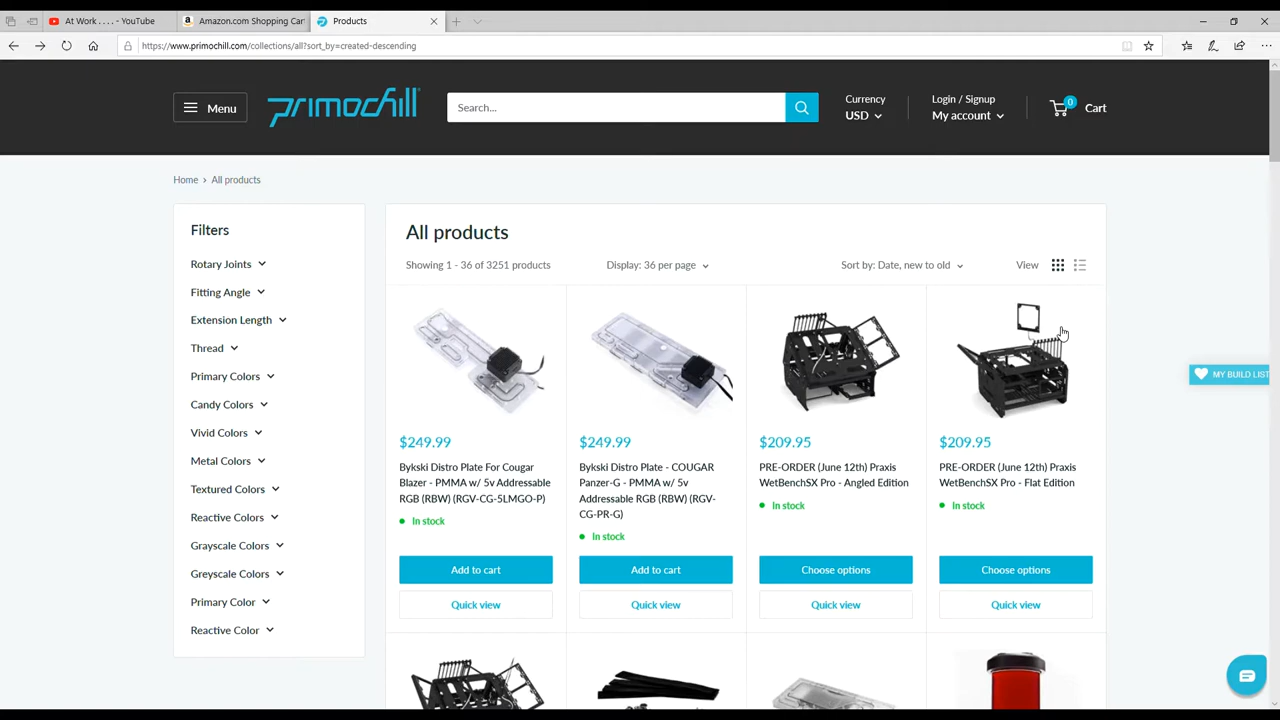 At Work . . . . - YouTube
Amazon.com Shopping Cart
Products
https://www.primochill.com/collections/all?sort_by=created-descending
Menu
primochill
Search...
Currency
USD
Login / Signup
My account
0
Cart
Home > All products
Filters
Rotary Joints
Fitting Angle
Extension Length
Thread
Primary Colors
Candy Colors
Vivid Colors
Metal Colors
Textured Colors
Reactive Colors
Grayscale Colors
Greyscale Colors
Primary Color
Reactive Color
All products
Showing 1 - 36 of 3251 products
Display: 36 per page
Sort by: Date, new to old
View
$249.99
Bykski Distro Plate For Cougar
Blazer - PMMA w/ 5v Addressable
RGB (RBW) (RGV-CG-5LMGO-P)
In stock
Add to cart
Quick view
$249.99
Bykski Distro Plate - COUGAR
Panzer-G - PMMA w/ 5v
Addressable RGB (RBW) (RGV-
CG-PR-G)
In stock
Add to cart
Quick view
$209.95
PRE-ORDER (June 12th) Praxis
WetBenchSX Pro - Angled Edition
In stock
Choose options
Quick view
$209.95
PRE-ORDER (June 12th) Praxis
WetBenchSX Pro - Flat Edition
In stock
Choose options
Quick view
MY BUILD LIST